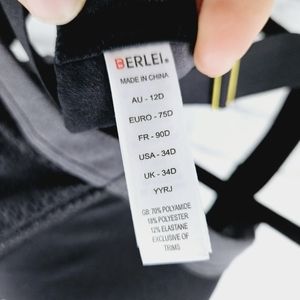 BERLEI.
MADE IN CHINA
AU - 12D
EURO - 75D
FR - 90D
USA - 34D
UK - 34D
YYRJ
GB: 70% POLYAMIDE
18% POLYESTER
12% ELASTANE
EXCLUSIVE OF
TRIMS